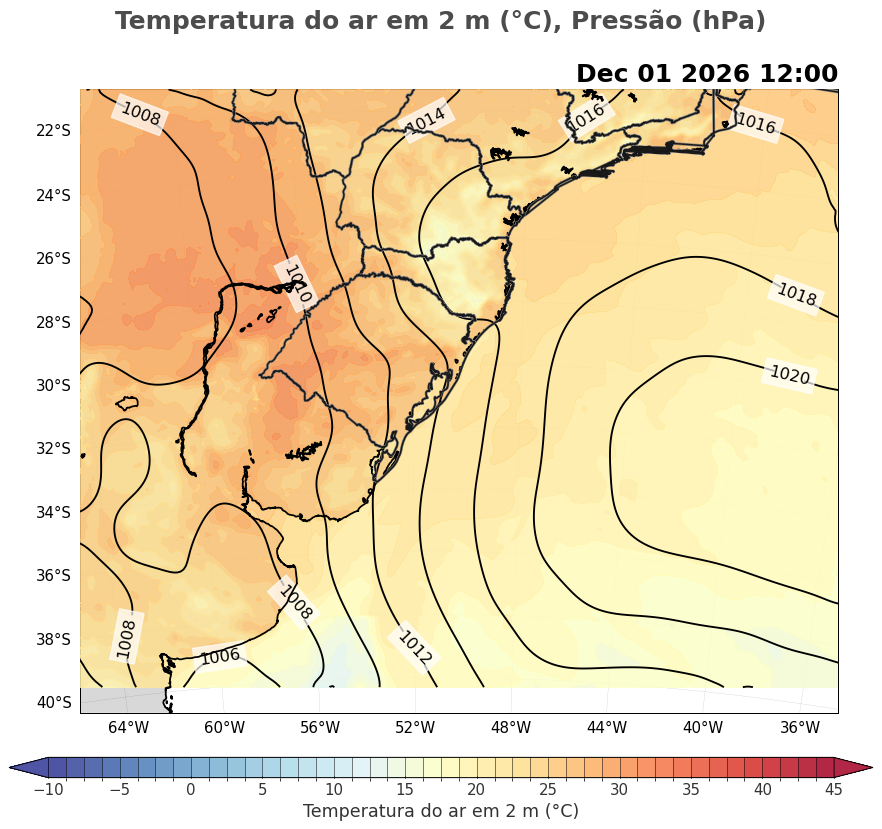 Temperatura do ar em 2 m (°C), Pressão (hPa)
Dec 01 2026 12:00
1008
1014
1016
1016
22°S
24°S
26°S
1010
1018
28°S
1020
30°S
32°S
34°S
36°S
1008
1008
1012
38°S
1006
40°S
64°W 60°W 56°W 52°W 48°W 44°W 40°W 36°W
−10 −5 0 5 10 15 20 25 30 35 40 45
Temperatura do ar em 2 m (°C)